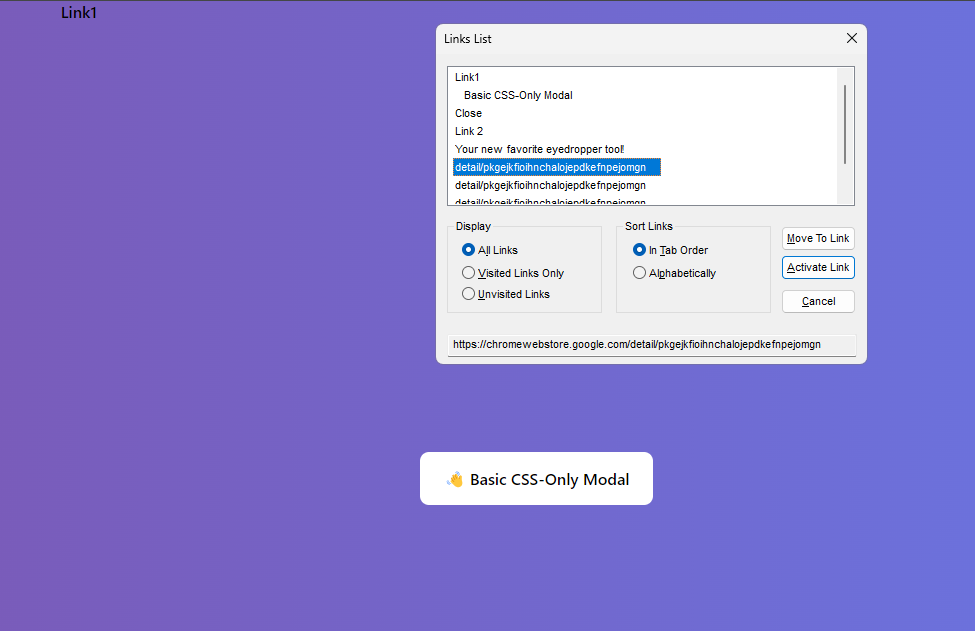 Link1
Links List
Link1
Basic CSS-Only Modal
Close
Link 2
Your new favorite eyedropper tool!
detail/pkgejkfioihnchalojepdkefnpejomgn
detail/pkgejkfioihnchalojepdkefnpejomgn
detail/pkgejkfioihnchalojepdkefnpejomgn
Display
All Links
Visited Links Only
Unvisited Links
Sort Links
In Tab Order
Alphabetically
Move To Link
Activate Link
Cancel
https://chromewebstore.google.com/detail/pkgejkfioihnchalojepdkefnpejomgn
👋 Basic CSS-Only Modal